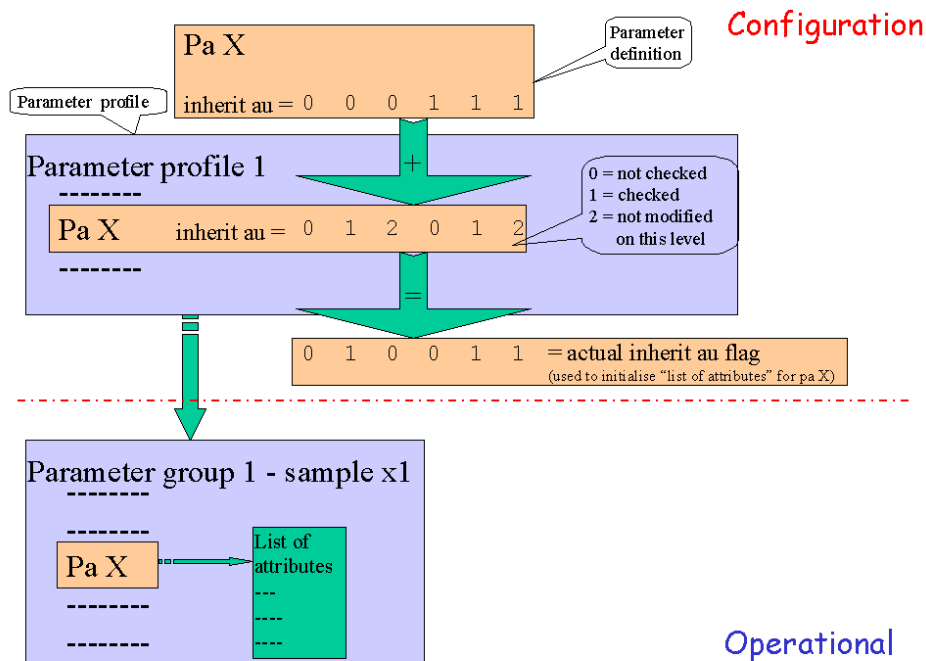 Configuration
Pa X
Parameter
definition
inherit au = 0 0 0 1 1 1
Parameter profile
+
Parameter profile 1
--------
0 = not checked
1 = checked
2 = not modified
on this level
Pa X inherit au = 0 1 2 0 1 2
--------
=
0 1 0 0 1 1 = actual inherit au flag
(used to initialise “list of attributes” for pa X)
Parameter group 1 - sample x1
--------
--------
Pa X
List of
attributes
---
----
----
--------
--------
Operational